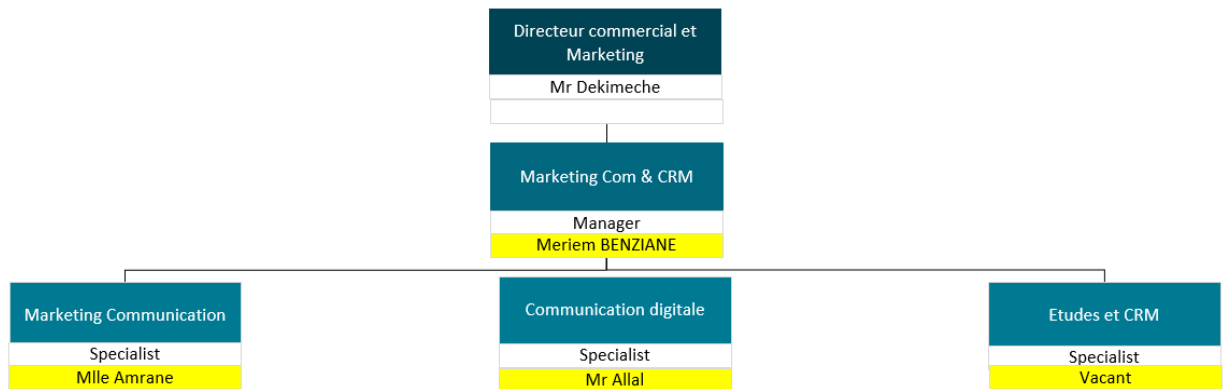 Directeur commercial et
Marketing
Mr Dekimeche
Marketing Com & CRM
Manager
Meriem BENZIANE
Marketing Communication
Specialist
Mlle Amrane
Communication digitale
Specialist
Mr Allal
Etudes et CRM
Specialist
Vacant